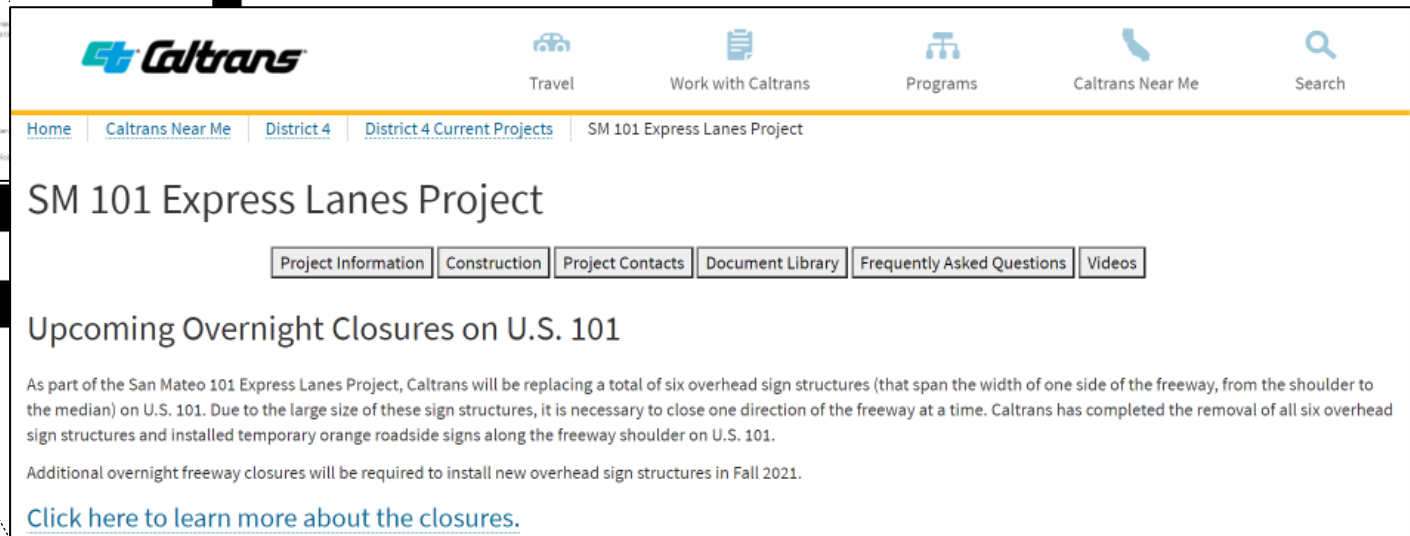 Caltrans
Travel
Work with Caltrans
Programs
Caltrans Near Me
Search
Home
Caltrans Near Me
District 4
District 4 Current Projects
SM 101 Express Lanes Project
SM 101 Express Lanes Project
Project Information
Construction
Project Contacts
Document Library
Frequently Asked Questions
Videos
Upcoming Overnight Closures on U.S. 101
As part of the San Mateo 101 Express Lanes Project, Caltrans will be replacing a total of six overhead sign structures (that span the width of one side of the freeway, from the shoulder to
the median) on U.S. 101. Due to the large size of these sign structures, it is necessary to close one direction of the freeway at a time. Caltrans has completed the removal of all six overhead
sign structures and installed temporary orange roadside signs along the freeway shoulder on U.S. 101.
Additional overnight freeway closures will be required to install new overhead sign structures in Fall 2021.
Click here to learn more about the closures.